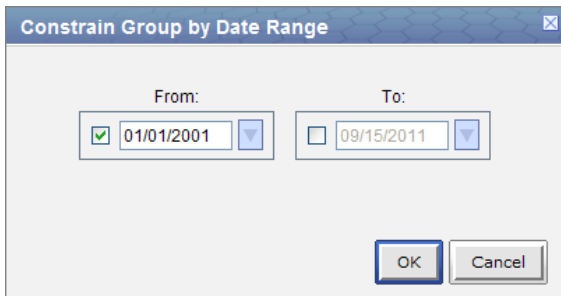 Constrain Group by Date Range
From: To:
01/01/2001 09/15/2011
OK Cancel